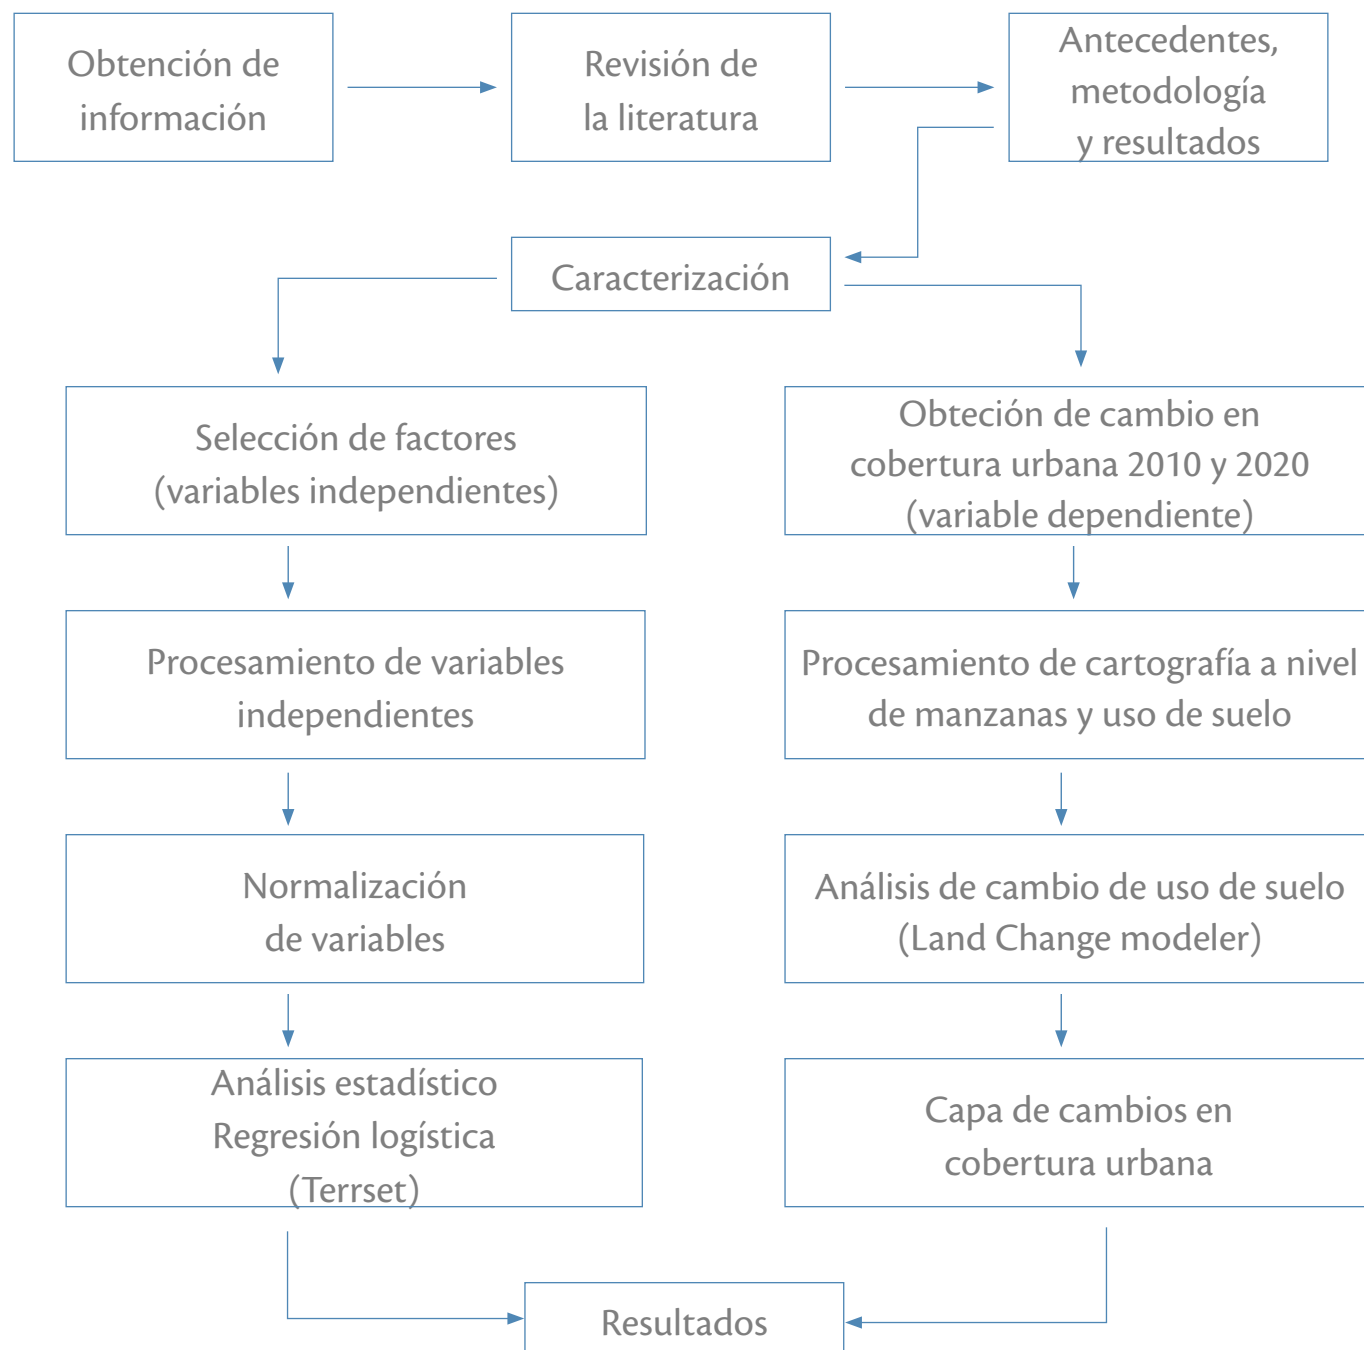 Obtención de
información
Revisión de
la literatura
Antecedentes,
metodología
y resultados
Caracterización
Selección de factores
(variables independientes)
Obteción de cambio en
cobertura urbana 2010 y 2020
(variable dependiente)
Procesamiento de variables
independientes
Procesamiento de cartografía a nivel
de manzanas y uso de suelo
Normalización
de variables
Análisis de cambio de uso de suelo
(Land Change modeler)
Análisis estadístico
Regresión logística
(Terrset)
Capa de cambios en
cobertura urbana
Resultados